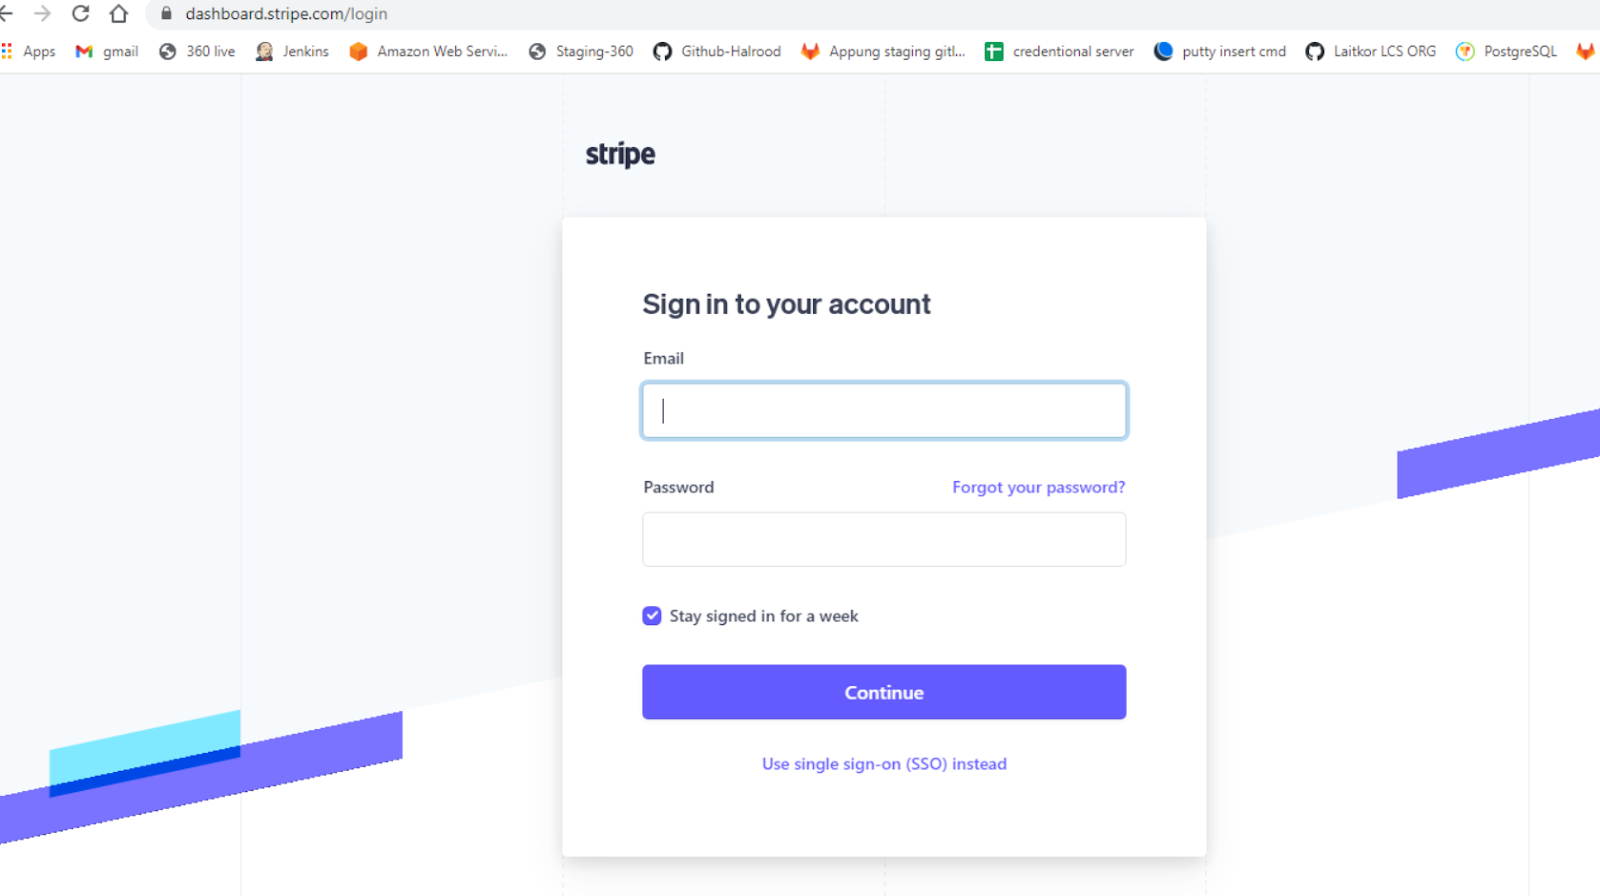 dashboard.stripe.com/login
Apps gmail 360 live Jenkins Amazon Web Servi... Staging-360 Github-Halrood Appung staging gitl... credentional server putty insert cmd Laitkor LCS ORG PostgreSQL
stripe
Sign in to your account
Email
Password Forgot your password?
Stay signed in for a week
Continue
Use single sign-on (SSO) instead